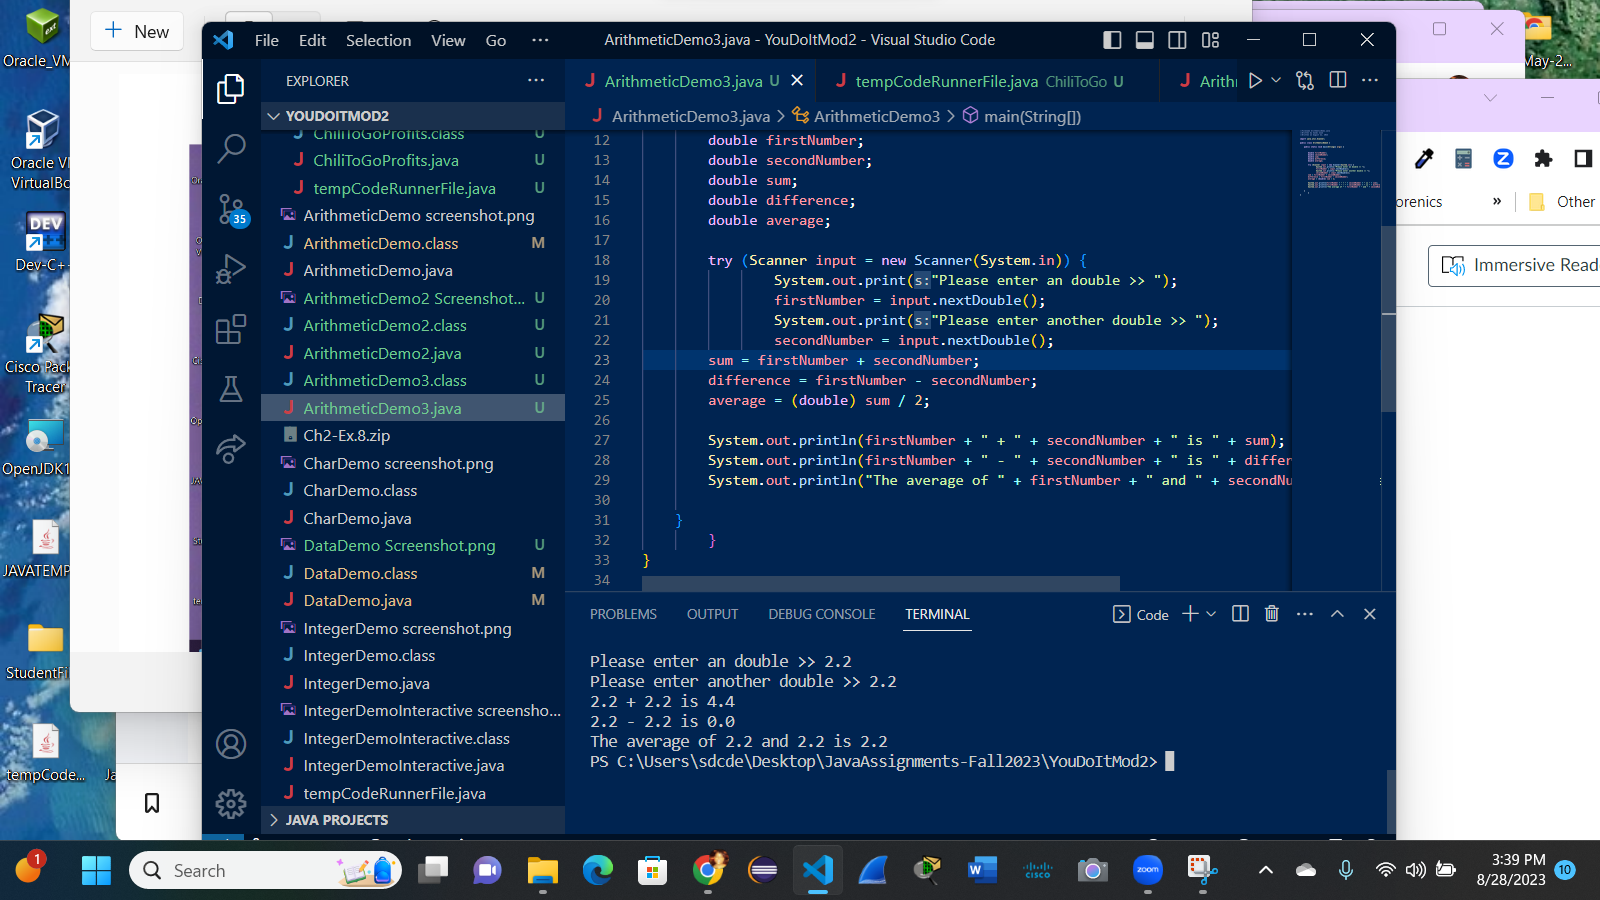 New
Oracle_VM
Oracle VM
VirtualBo
DEV
Dev-C++
Cisco Pack
Tracer
OpenJDK1
JAVATEMP
StudentFi
tempCode...
File Edit Selection View Go ···
ArithmeticDemo3.java - YouDoItMod2 - Visual Studio Code
EXPLORER
YOUDOITMOD2
ChiliToGoProfits.class U
ChiliToGoProfits.java U
tempCodeRunnerFile.java U
ArithmeticDemo screenshot.png
ArithmeticDemo.class M
ArithmeticDemo.java
ArithmeticDemo2 Screenshot... U
ArithmeticDemo2.class U
ArithmeticDemo2.java U
ArithmeticDemo3.class U
ArithmeticDemo3.java U
Ch2-Ex.8.zip
CharDemo screenshot.png
CharDemo.class
CharDemo.java
DataDemo Screenshot.png U
DataDemo.class M
DataDemo.java M
IntegerDemo screenshot.png
IntegerDemo.class
IntegerDemo.java
IntegerDemoInteractive screensho...
IntegerDemoInteractive.class
IntegerDemoInteractive.java
tempCodeRunnerFile.java
JAVA PROJECTS
35
ArithmeticDemo3.java U
tempCodeRunnerFile.java ChiliToGo U
Arithr
ArithmeticDemo3.java > ArithmeticDemo3 > main(String[])
12 double firstNumber;
13 double secondNumber;
14 double sum;
15 double difference;
16 double average;
17
18 try (Scanner input = new Scanner(System.in)) {
19 System.out.print(s:"Please enter an double >> ");
20 firstNumber = input.nextDouble();
21 System.out.print(s:"Please enter another double >> ");
22 secondNumber = input.nextDouble();
23 sum = firstNumber + secondNumber;
24 difference = firstNumber - secondNumber;
25 average = (double) sum / 2;
26
27 System.out.println(firstNumber + " + " + secondNumber + " is " + sum);
28 System.out.println(firstNumber + " - " + secondNumber + " is " + differ
29 System.out.println("The average of " + firstNumber + " and " + secondNu
30
31 }
32 }
33 }
34
PROBLEMS OUTPUT DEBUG CONSOLE TERMINAL
Code
Please enter an double >> 2.2
Please enter another double >> 2.2
2.2 + 2.2 is 4.4
2.2 - 2.2 is 0.0
The average of 2.2 and 2.2 is 2.2
PS C:\Users\sdcde\Desktop\JavaAssignments-Fall2023\YouDoItMod2>
May-2...
orenics
» Other
Immersive Read
1
Search
zoom
CISCO
3:39 PM
8/28/2023
10